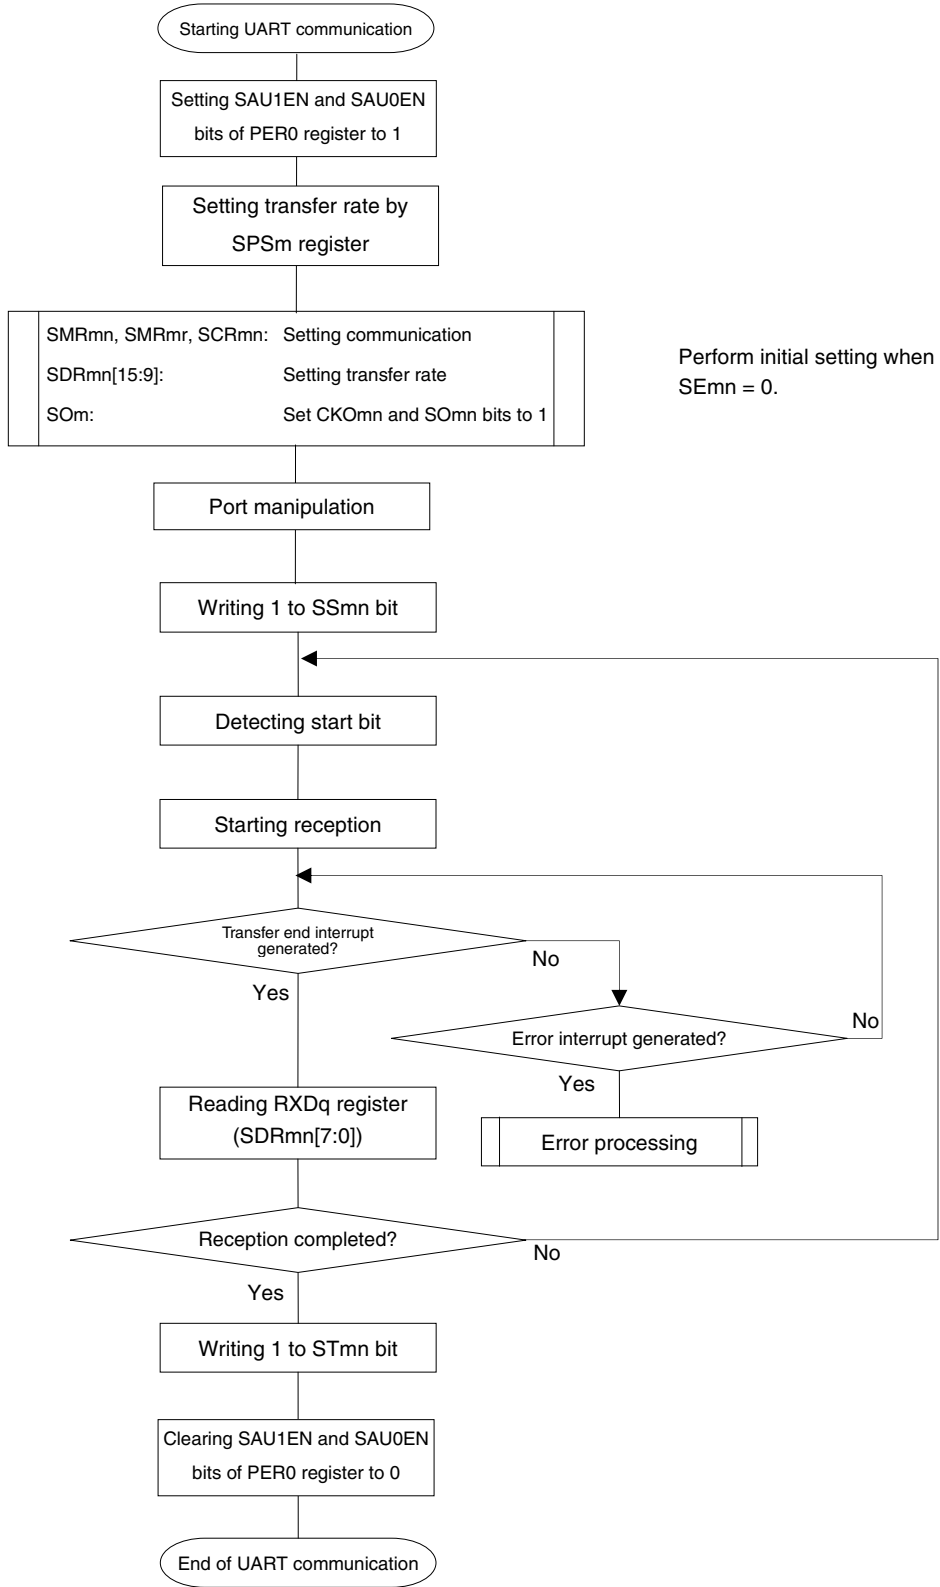 Starting UART communication
Setting SAU1EN and SAU0EN
bits of PER0 register to 1
Setting transfer rate by
SPSm register
SMRmn, SMRmr, SCRmn: Setting communication
SDRmn[15:9]: Setting transfer rate
SOm: Set CKOmn and SOmn bits to 1
Perform initial setting when
SEmn = 0.
Port manipulation
Writing 1 to SSmn bit
Detecting start bit
Starting reception
Transfer end interrupt
generated?
No
Yes
Error interrupt generated?
No
Yes
Reading RXDq register
(SDRmn[7:0])
Error processing
Reception completed?
No
Yes
Writing 1 to STmn bit
Clearing SAU1EN and SAU0EN
bits of PER0 register to 0
End of UART communication